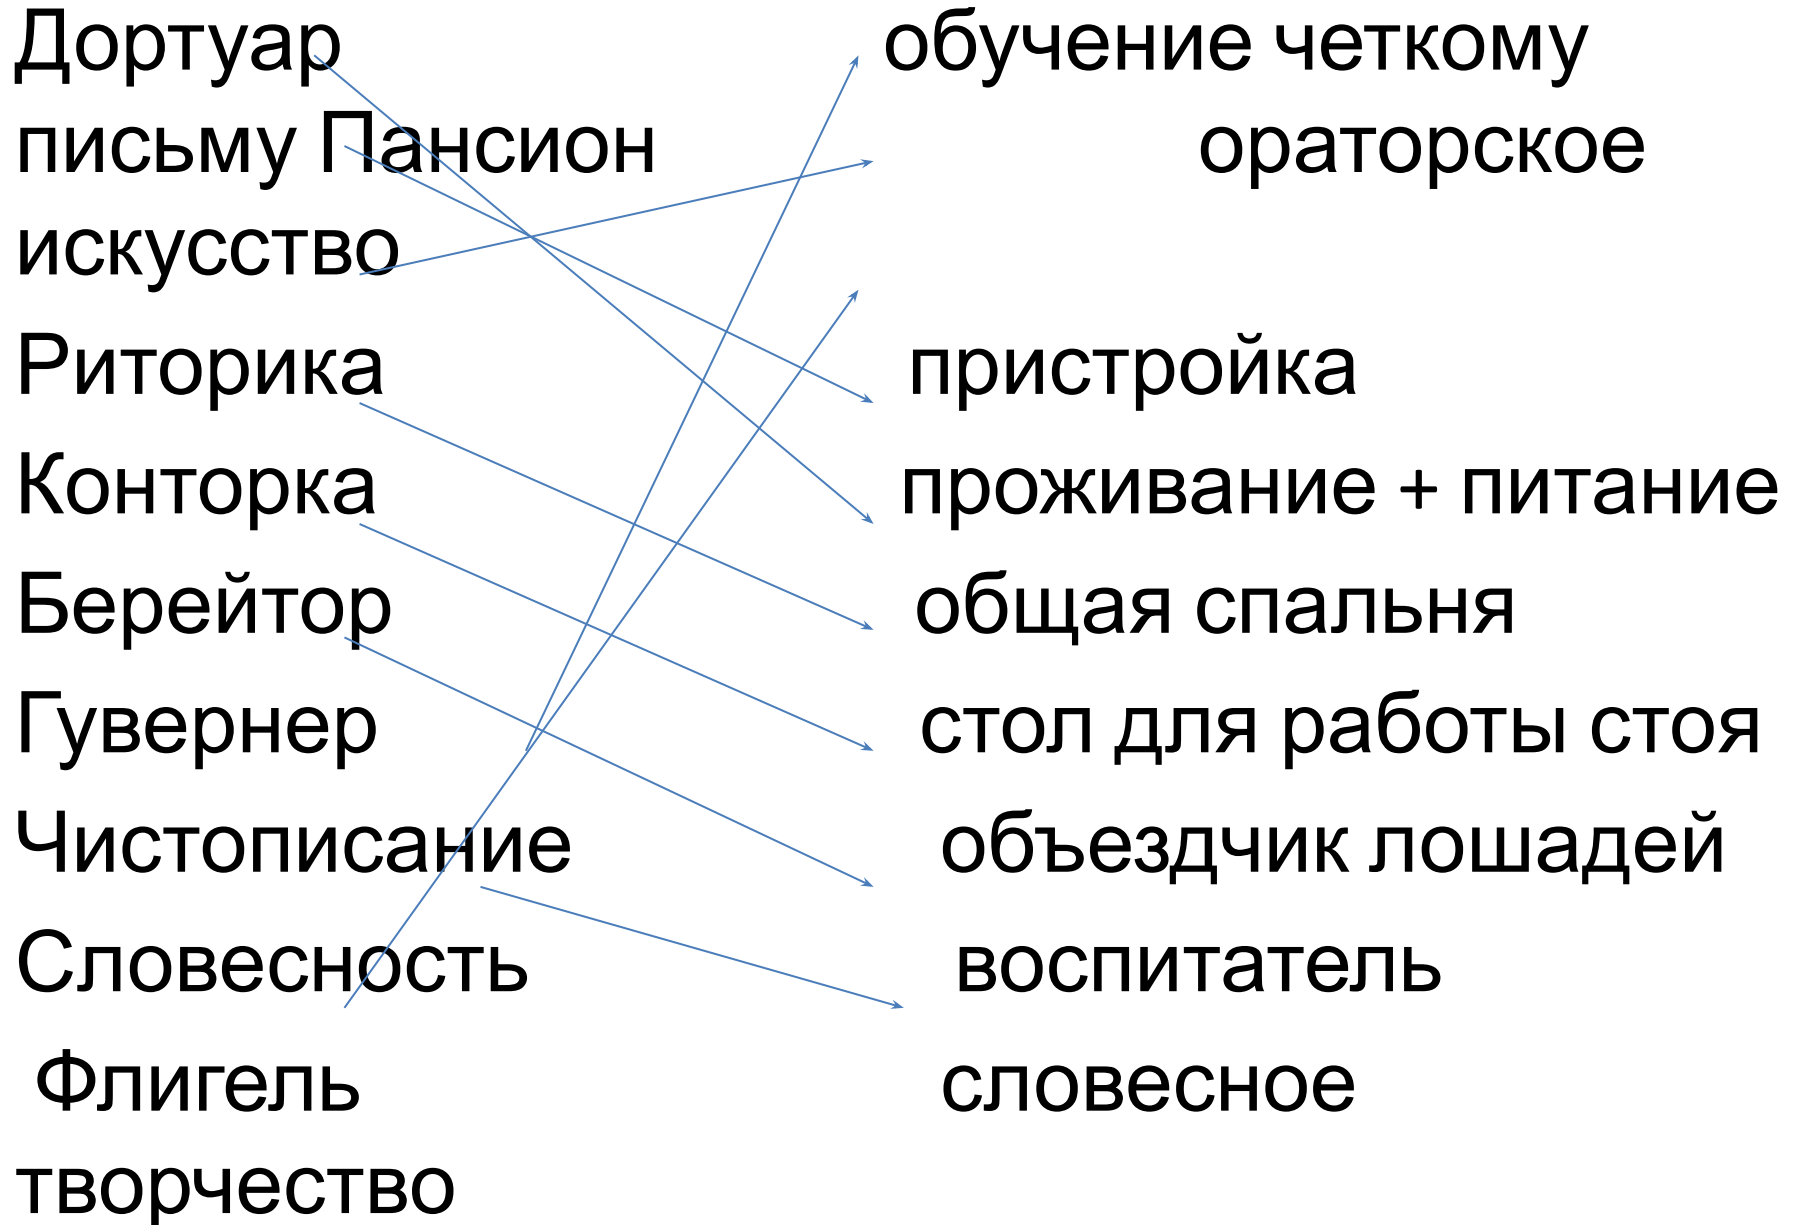 Дортуар обучение четкому
письму Пансион ораторское
искусство
Риторика пристройка
Конторка проживание + питание
Берейтор общая спальня
Гувернер стол для работы стоя
Чистописание объездчик лошадей
Словесность воспитатель
Флигель словесное
творчество